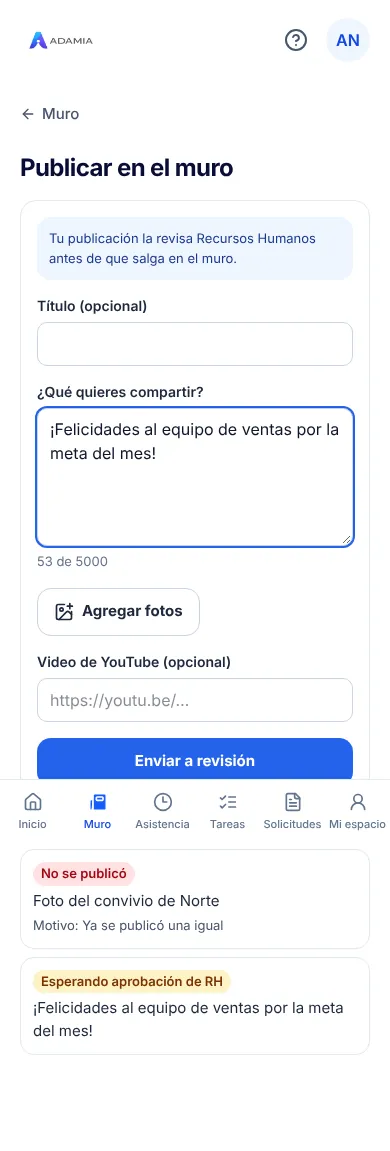 ADAMIA
AN
Muro
Publicar en el muro
Tu publicación la revisa Recursos Humanos
antes de que salga en el muro.
Título (opcional)
¿Qué quieres compartir?
¡Felicidades al equipo de ventas por la
meta del mes!
53 de 5000
Agregar fotos
Video de YouTube (opcional)
https://youtu.be/...
Enviar a revisión
Inicio
Muro
Asistencia
Tareas
Solicitudes
Mi espacio
No se publicó
Foto del convivio de Norte
Motivo: Ya se publicó una igual
Esperando aprobación de RH
¡Felicidades al equipo de ventas por la meta
del mes!